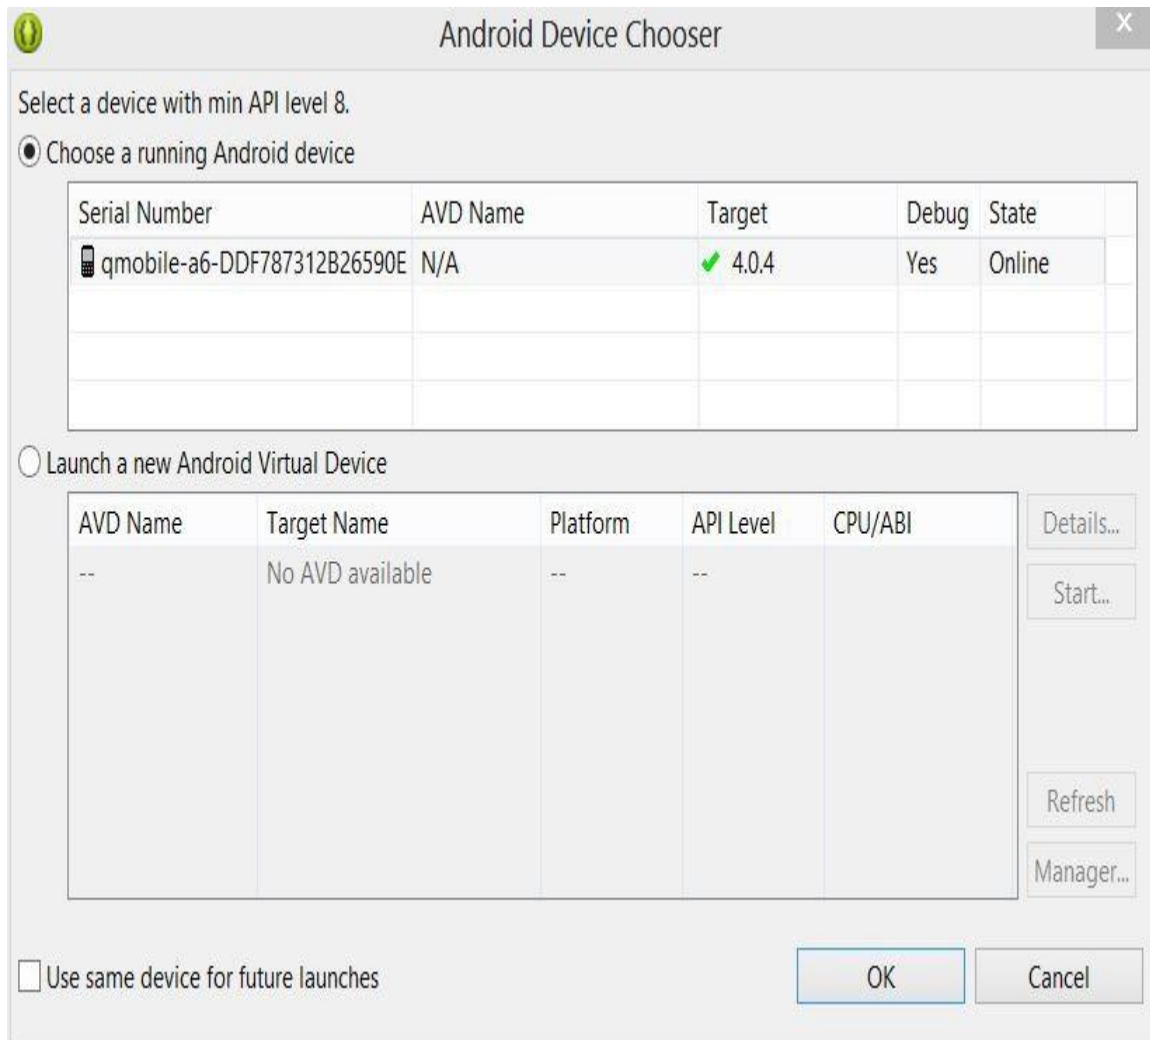 Android Device Chooser
X
Select a device with min API level 8.
Choose a running Android device
Serial Number AVD Name Target Debug State
qmobile-a6-DDF787312B26590E N/A 4.0.4 Yes Online
Launch a new Android Virtual Device
AVD Name Target Name Platform API Level CPU/ABI
Details...
-- No AVD available -- --
Start...
Refresh
Manager...
Use same device for future launches
OK
Cancel